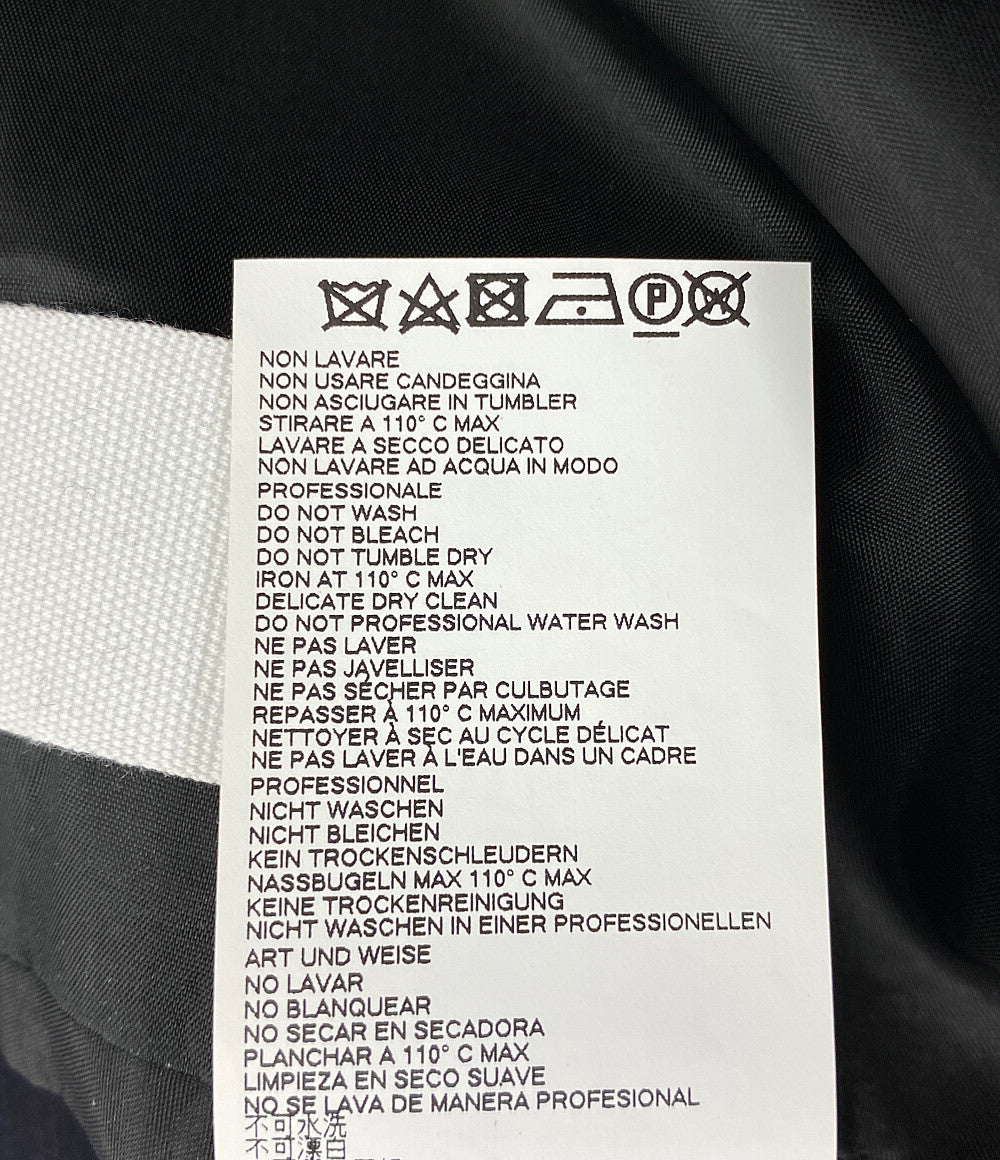 P W
NON LAVARE
NON USARE CANDEGGINA
NON ASCIUGARE IN TUMBLER
STIRARE A 110° C MAX
LAVARE A SECCO DELICATO
NON LAVARE AD ACQUA IN MODO
PROFESSIONALE
DO NOT WASH
DO NOT BLEACH
DO NOT TUMBLE DRY
IRON AT 110° C MAX
DELICATE DRY CLEAN
DO NOT PROFESSIONAL WATER WASH
NE PAS LAVER
NE PAS JAVELLISER
NE PAS SÉCHER PAR CULBUTAGE
REPASSER À 110° C MAXIMUM
NETTOYER À SEC AU CYCLE DÉLICAT
NE PAS LAVER À L'EAU DANS UN CADRE
PROFESSIONNEL
NICHT WASCHEN
NICHT BLEICHEN
KEIN TROCKENSCHLEUDERN
NASSBUGELN MAX 110° C MAX
KEINE TROCKENREINIGUNG
NICHT WASCHEN IN EINER PROFESSIONELLEN
ART UND WEISE
NO LAVAR
NO BLANQUEAR
NO SECAR EN SECADORA
PLANCHAR A 110° C MAX
LIMPIEZA EN SECO SUAVE
NO SE LAVA DE MANERA PROFESIONAL
不可水洗
不可漂白